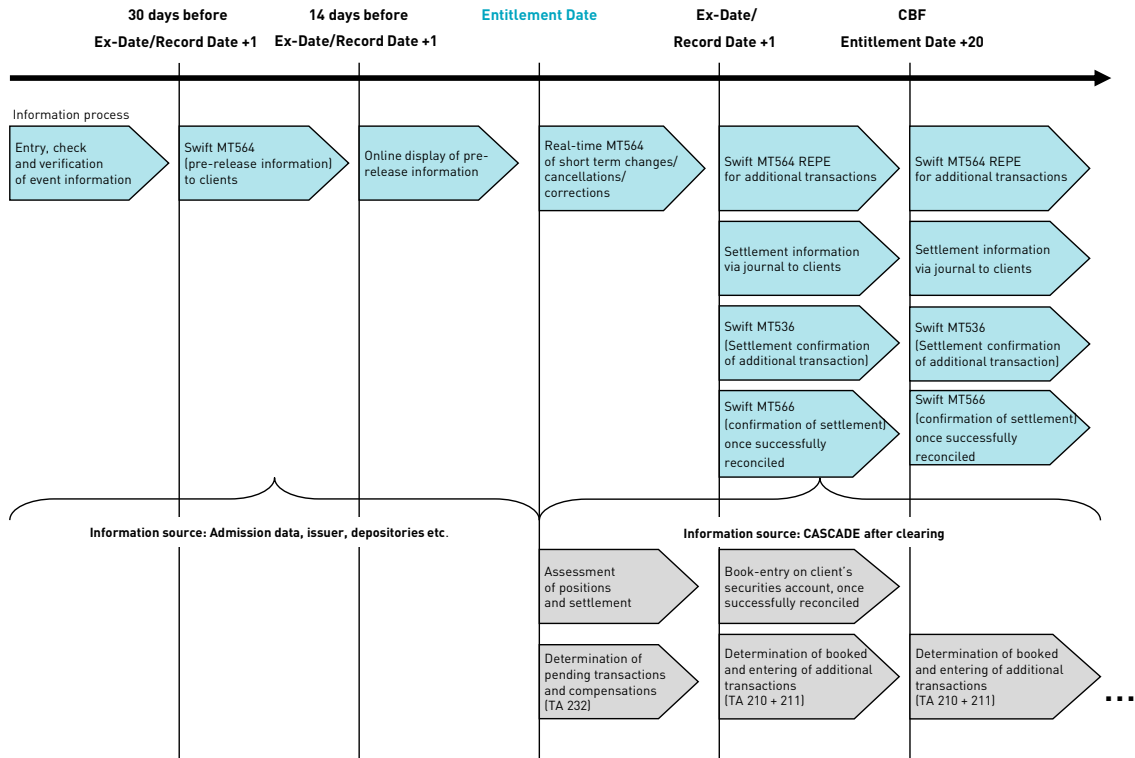 30 days before
Ex-Date/Record Date +1
14 days before
Ex-Date/Record Date +1
Entitlement Date
Ex-Date/
Record Date +1
CBF
Entitlement Date +20
Information process
Entry, check
and verification
of event information
Swift MT564
(pre-release information)
to clients
Online display of pre-
release information
Real-time MT564
of short term changes/
cancellations/
corrections
Swift MT564 REPE
for additional transactions
Swift MT564 REPE
for additional transactions
Settlement information
via journal to clients
Settlement information
via journal to clients
Swift MT536
(Settlement confirmation
of additional transaction)
Swift MT536
(Settlement confirmation
of additional transaction)
Swift MT566
(confirmation of settlement)
once successfully
reconciled
Swift MT566
(confirmation of settlement)
once successfully
reconciled
Information source: Admission data, issuer, depositories etc.
Information source: CASCADE after clearing
Assessment
of positions
and settlement
Book-entry on client's
securities account, once
successfully reconciled
Determination of
pending transactions
and compensations
(TA 232)
Determination of booked
and entering of additional
transactions
(TA 210 + 211)
Determination of booked
and entering of additional
transactions
(TA 210 + 211)
...